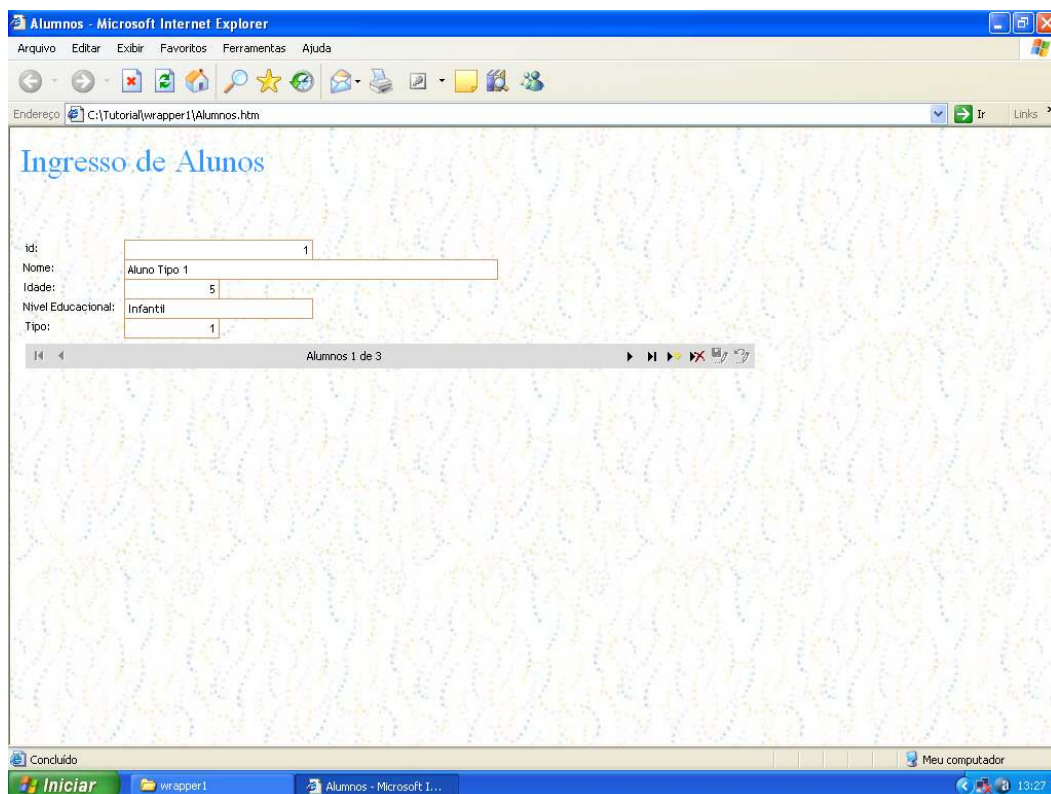 Alumnos - Microsoft Internet Explorer
Arquivo Editar Exibir Favoritos Ferramentas Ajuda
Endereço C:\Tutorial\wrapper1\Alumnos.htm Ir Links
Ingresso de Alunos
id: 1
Nome: Aluno Tipo 1
Idade: 5
Nivel Educacional: Infantil
Tipo: 1
Alumnos 1 de 3
Concluído Meu computador
Iniciar wrapper1 Alumnos - Microsoft I... 13:27